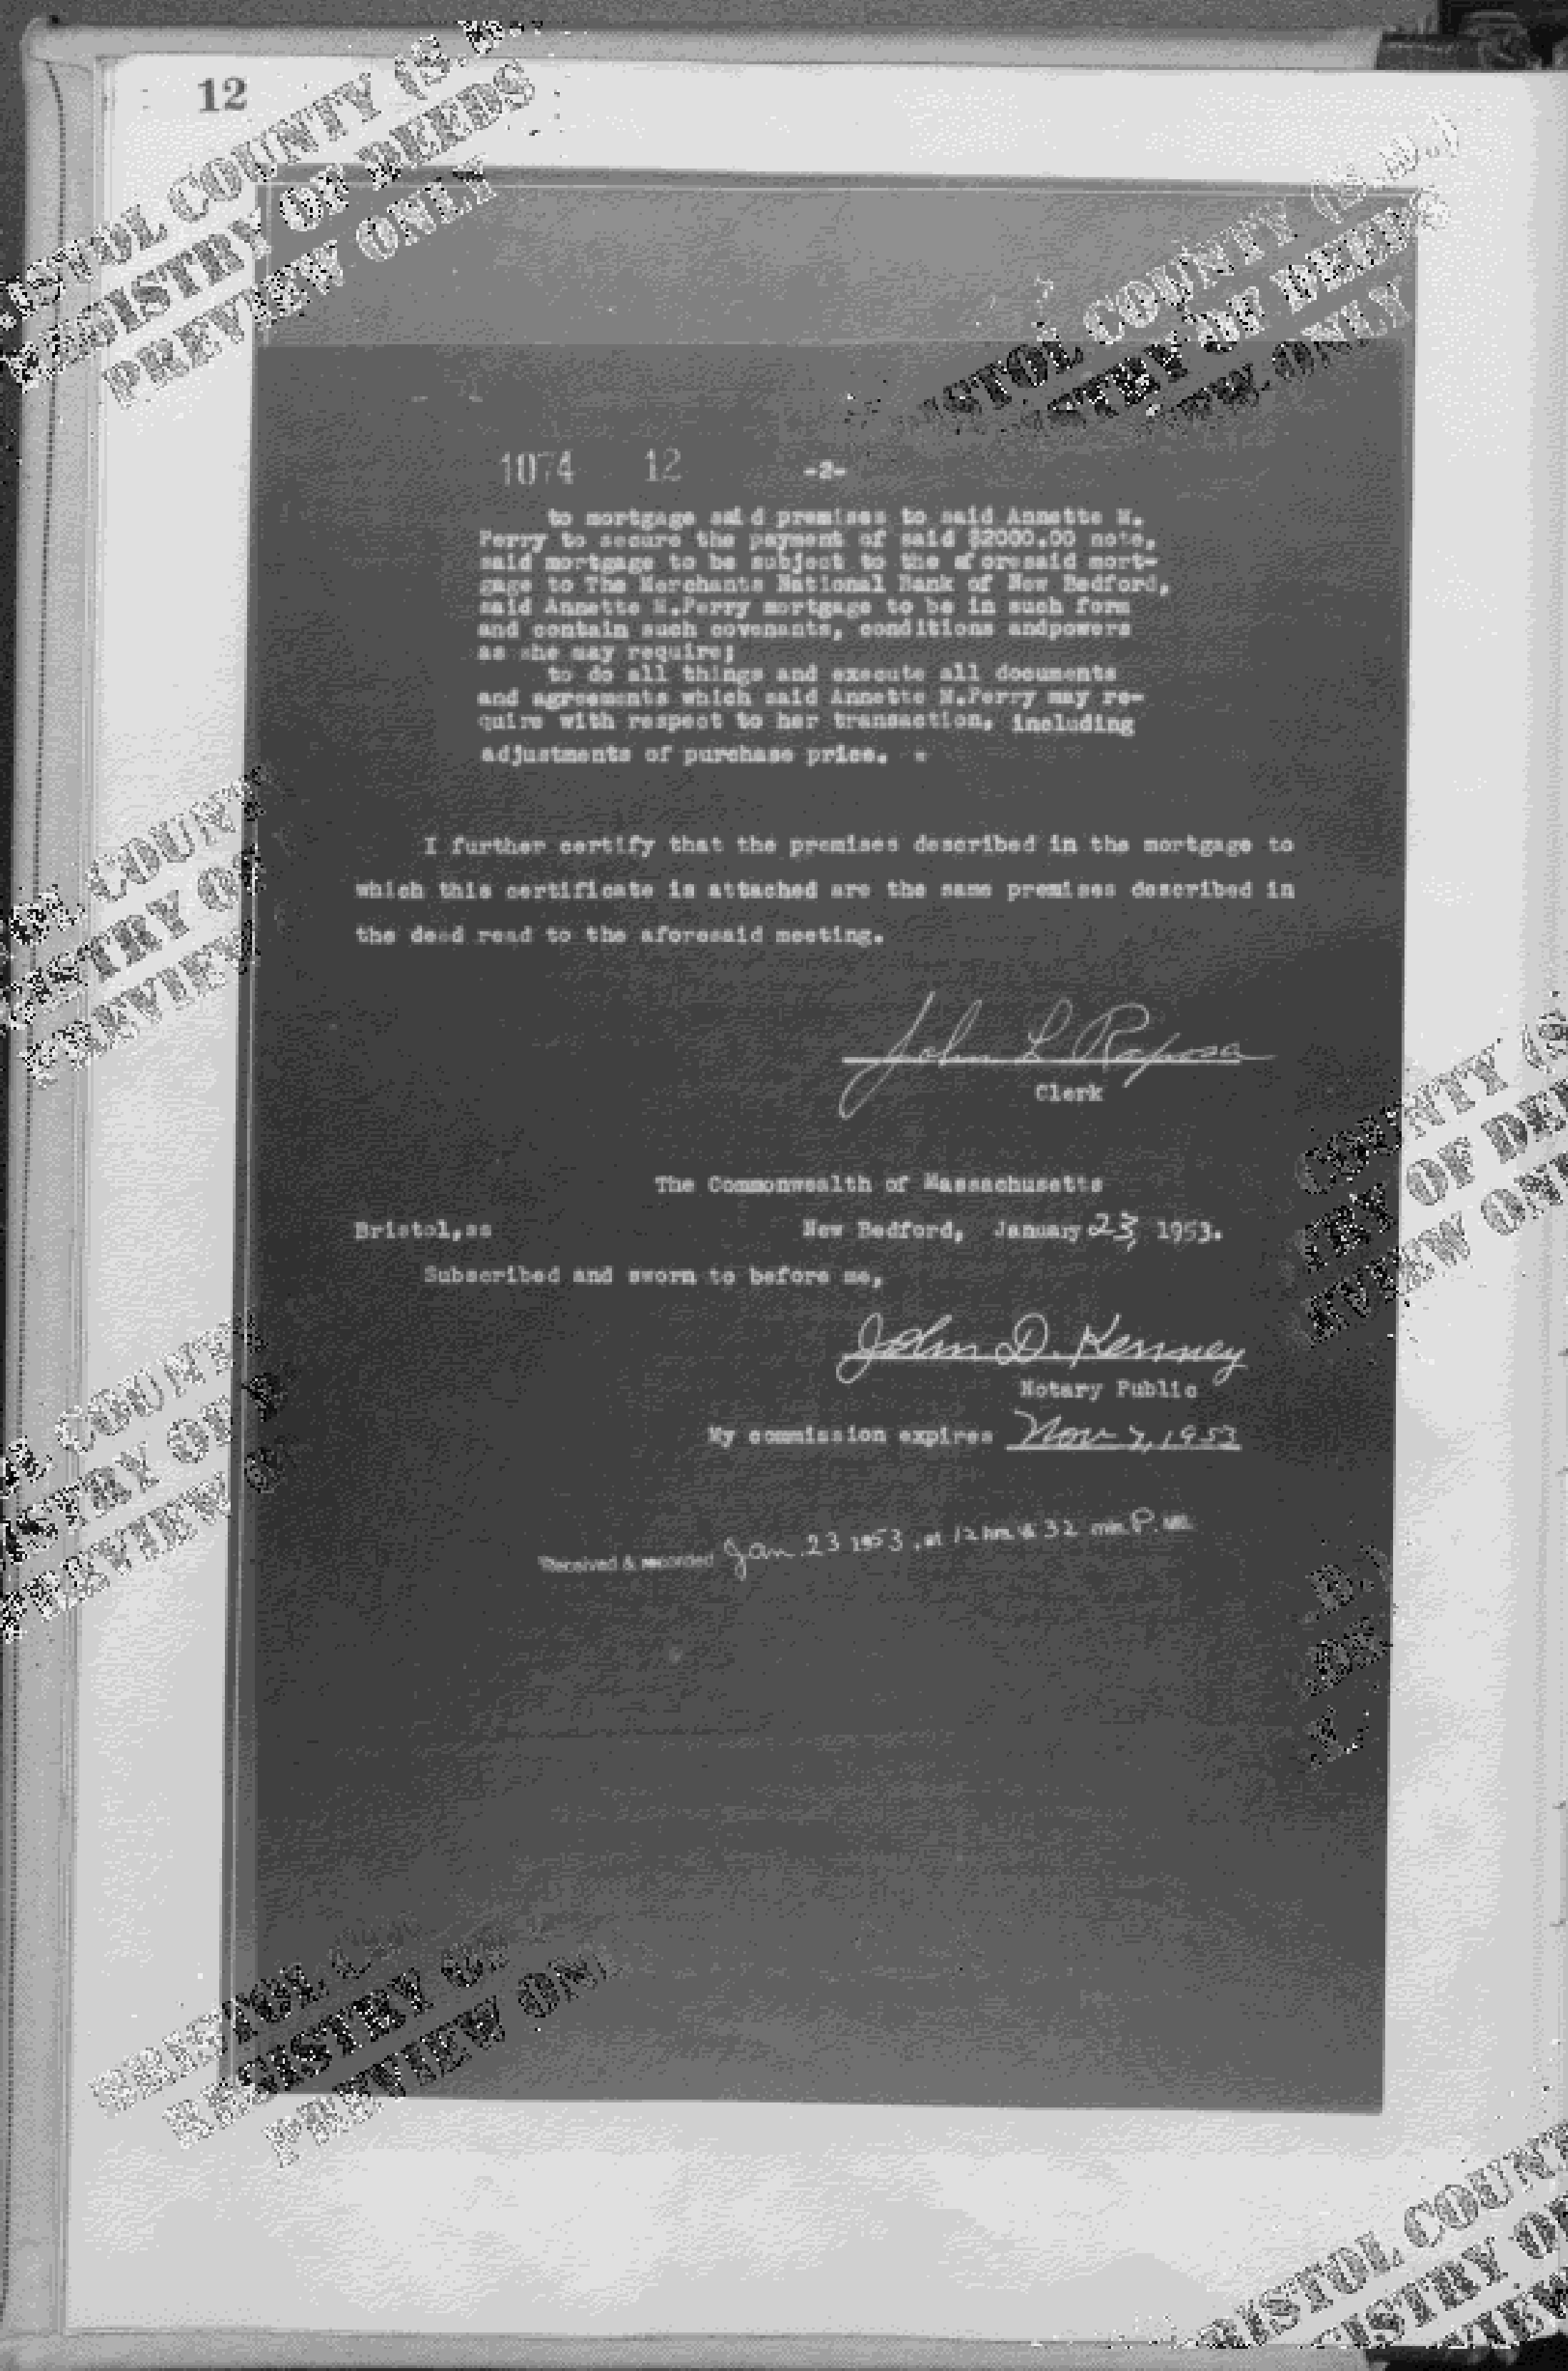 12
1074 12 -2-
to mortgage said premises to said Annette M.
Perry to secure the payment of said $2000.00 note,
said mortgage to be subject to the aforesaid mort-
gage to The Merchants National Bank of New Bedford,
said Annette M.Perry mortgage to be in such form
and contain such covenants, conditions andpowers
as she may require;
to do all things and execute all documents
and agreements which said Annette M.Perry may re-
quire with respect to her transaction, including
adjustments of purchase price.
I further certify that the premises described in the mortgage to
which this certificate is attached are the same premises described in
the deed read to the aforesaid meeting.
John L Raposa
Clerk
The Commonwealth of Massachusetts
Bristol,ss New Bedford, January 23, 1953.
Subscribed and sworn to before me,
John D. Kenney
Notary Public
My commission expires Nov 7, 1953
Received & recorded Jan. 23 1953, at 12 hrs. & 32 min. P. M.
BRISTOL COUNTY (S.D.)
REGISTRY OF DEEDS
PREVIEW ONLY